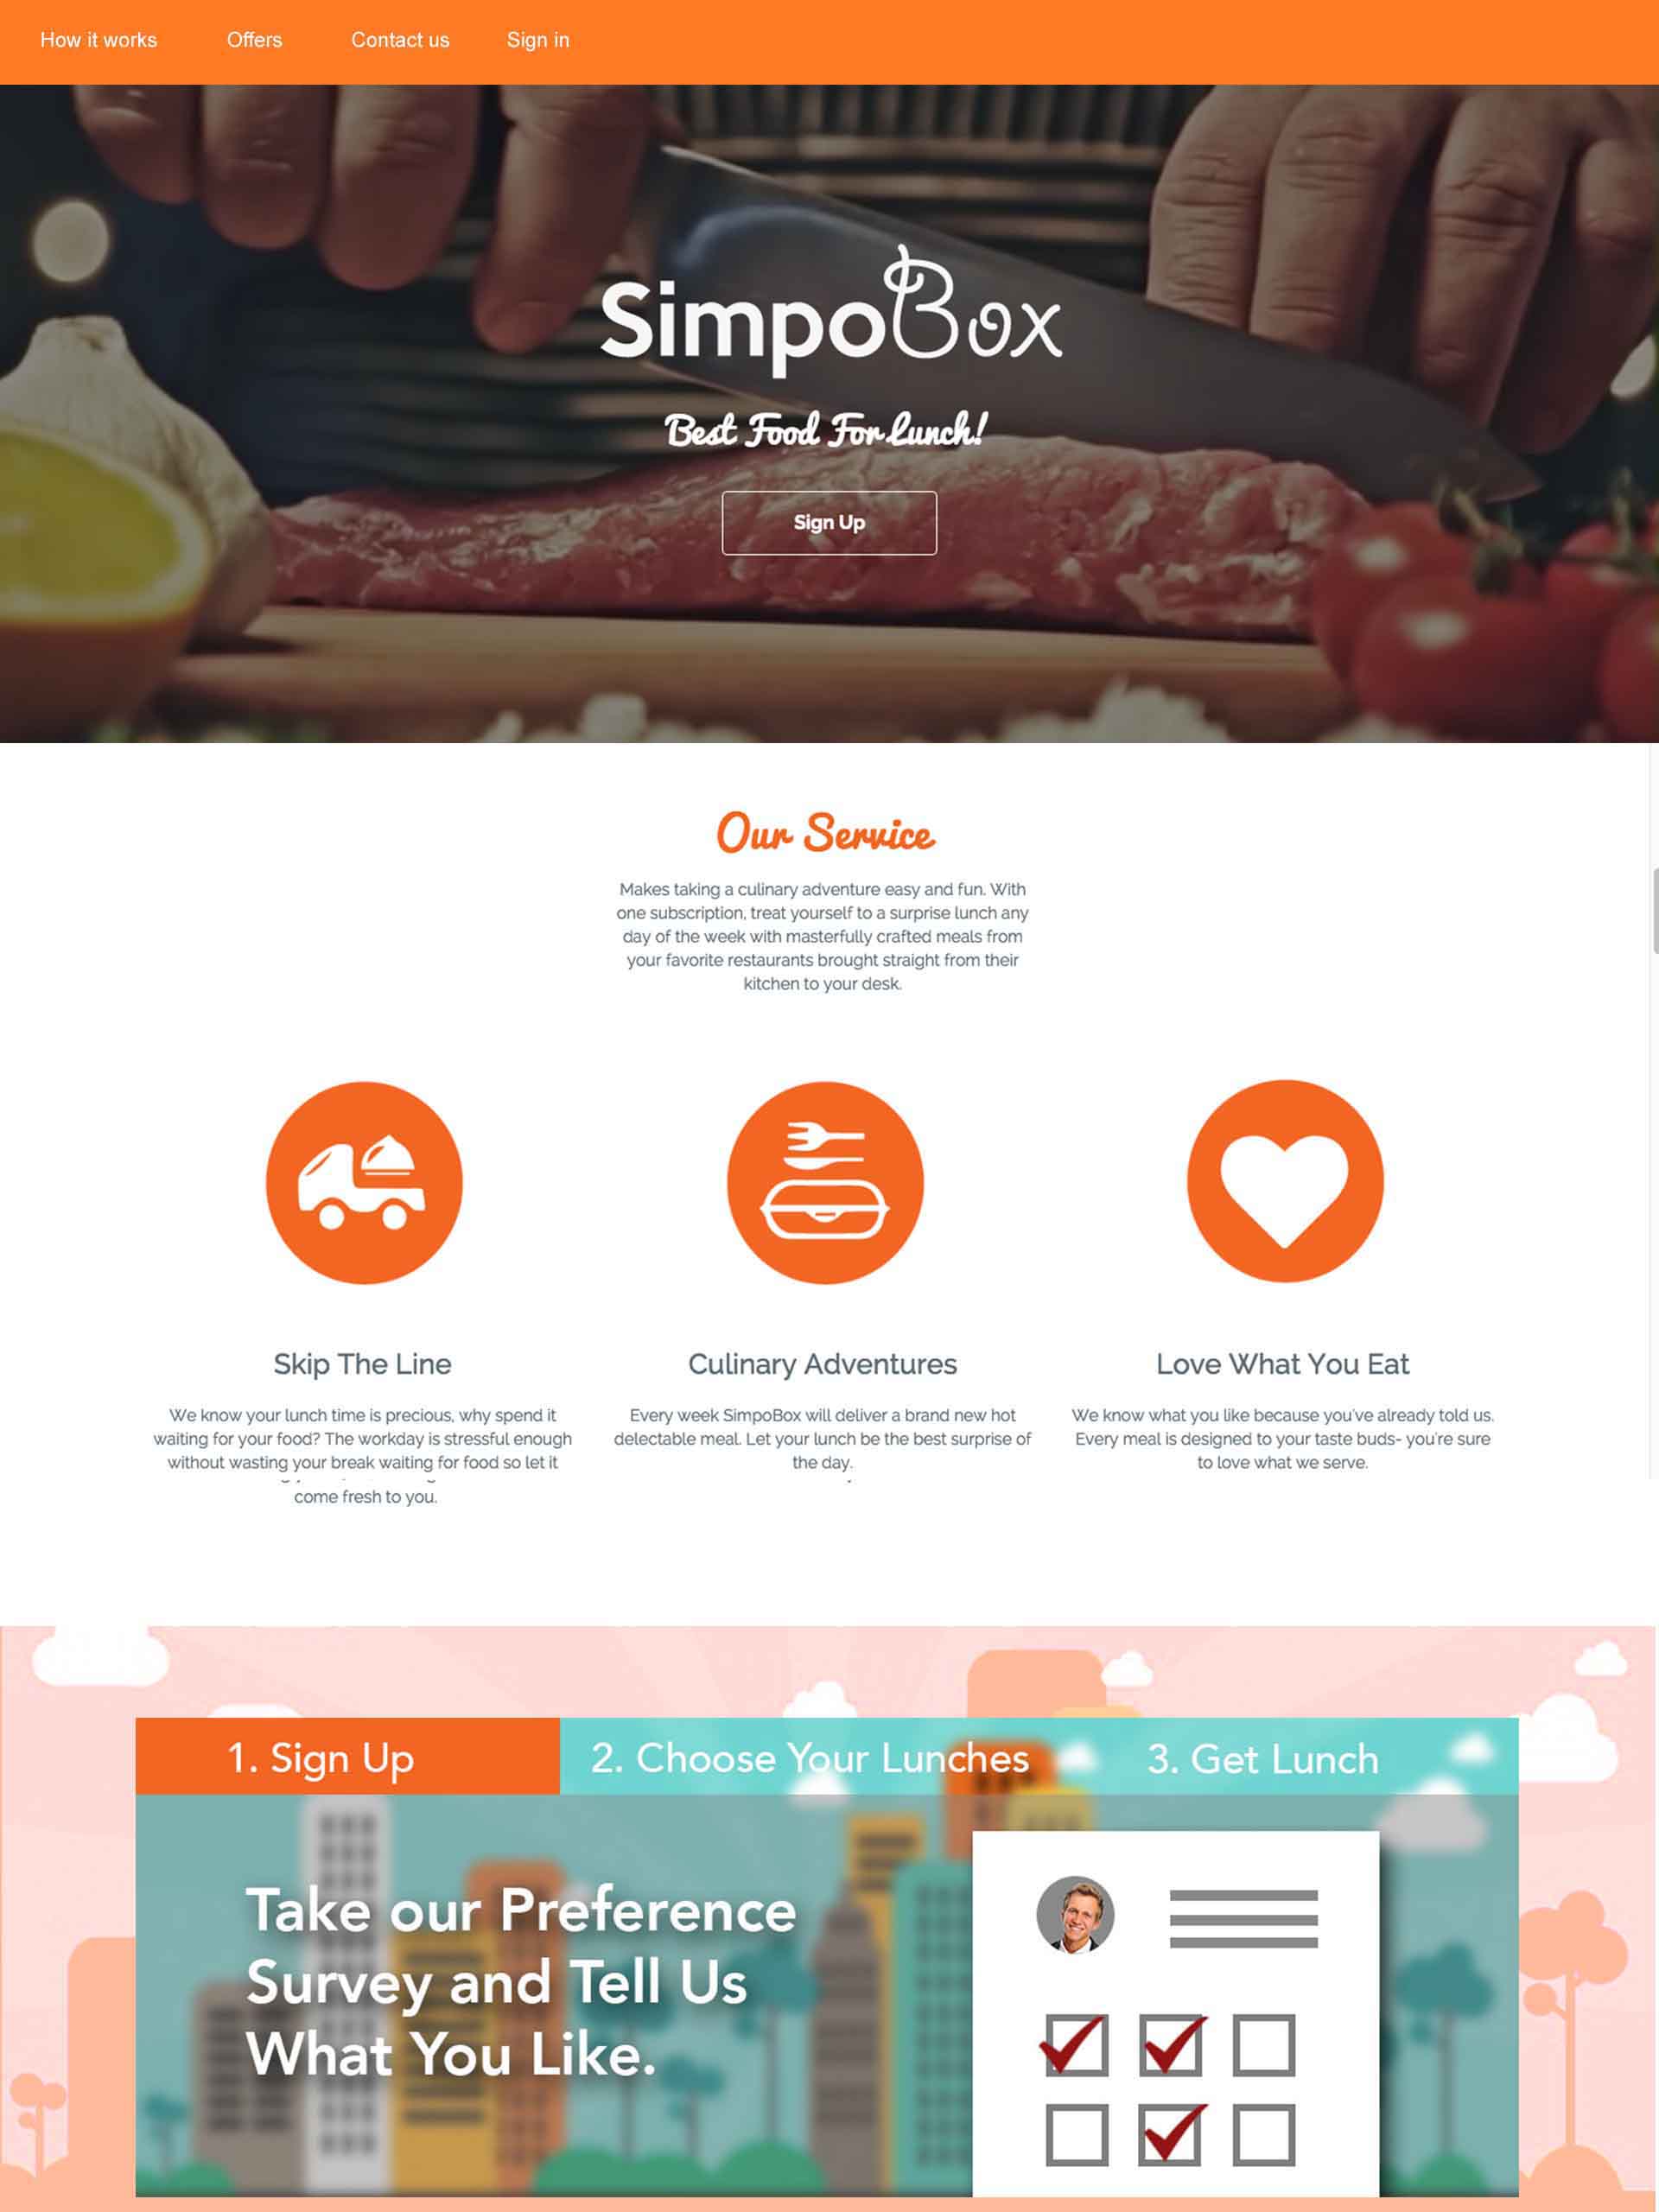 How it works Offers Contact us Sign in
SimpoBox
Best Food For Lunch!
Sign Up
Our Service
Makes taking a culinary adventure easy and fun. With
one subscription, treat yourself to a surprise lunch any
day of the week with masterfully crafted meals from
your favorite restaurants brought straight from their
kitchen to your desk.
Skip The Line
We know your lunch time is precious, why spend it
waiting for your food? The workday is stressful enough
without wasting your break waiting for food so let it
come fresh to you.
Culinary Adventures
Every week SimpoBox will deliver a brand new hot
delectable meal. Let your lunch be the best surprise of
the day.
Love What You Eat
We know what you like because you've already told us.
Every meal is designed to your taste buds- you're sure
to love what we serve.
1. Sign Up
2. Choose Your Lunches
3. Get Lunch
Take our Preference
Survey and Tell Us
What You Like.